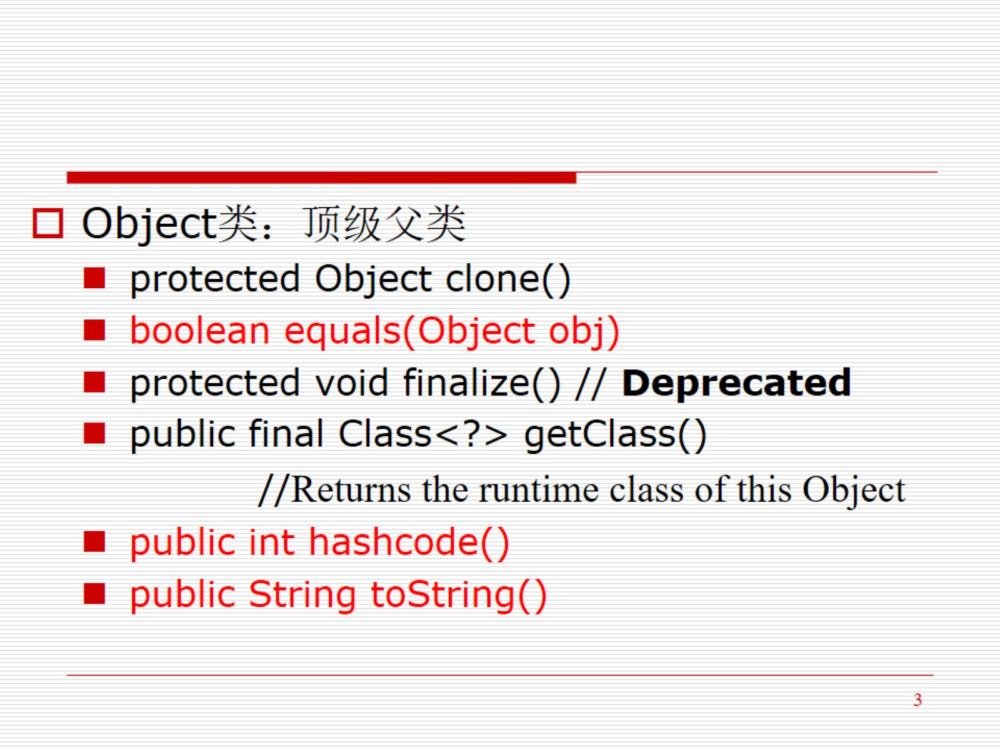 Object类：顶级父类
protected Object clone()
boolean equals(Object obj)
protected void finalize() // Deprecated
public final Class<?> getClass()
//Returns the runtime class of this Object
public int hashcode()
public String toString()
3